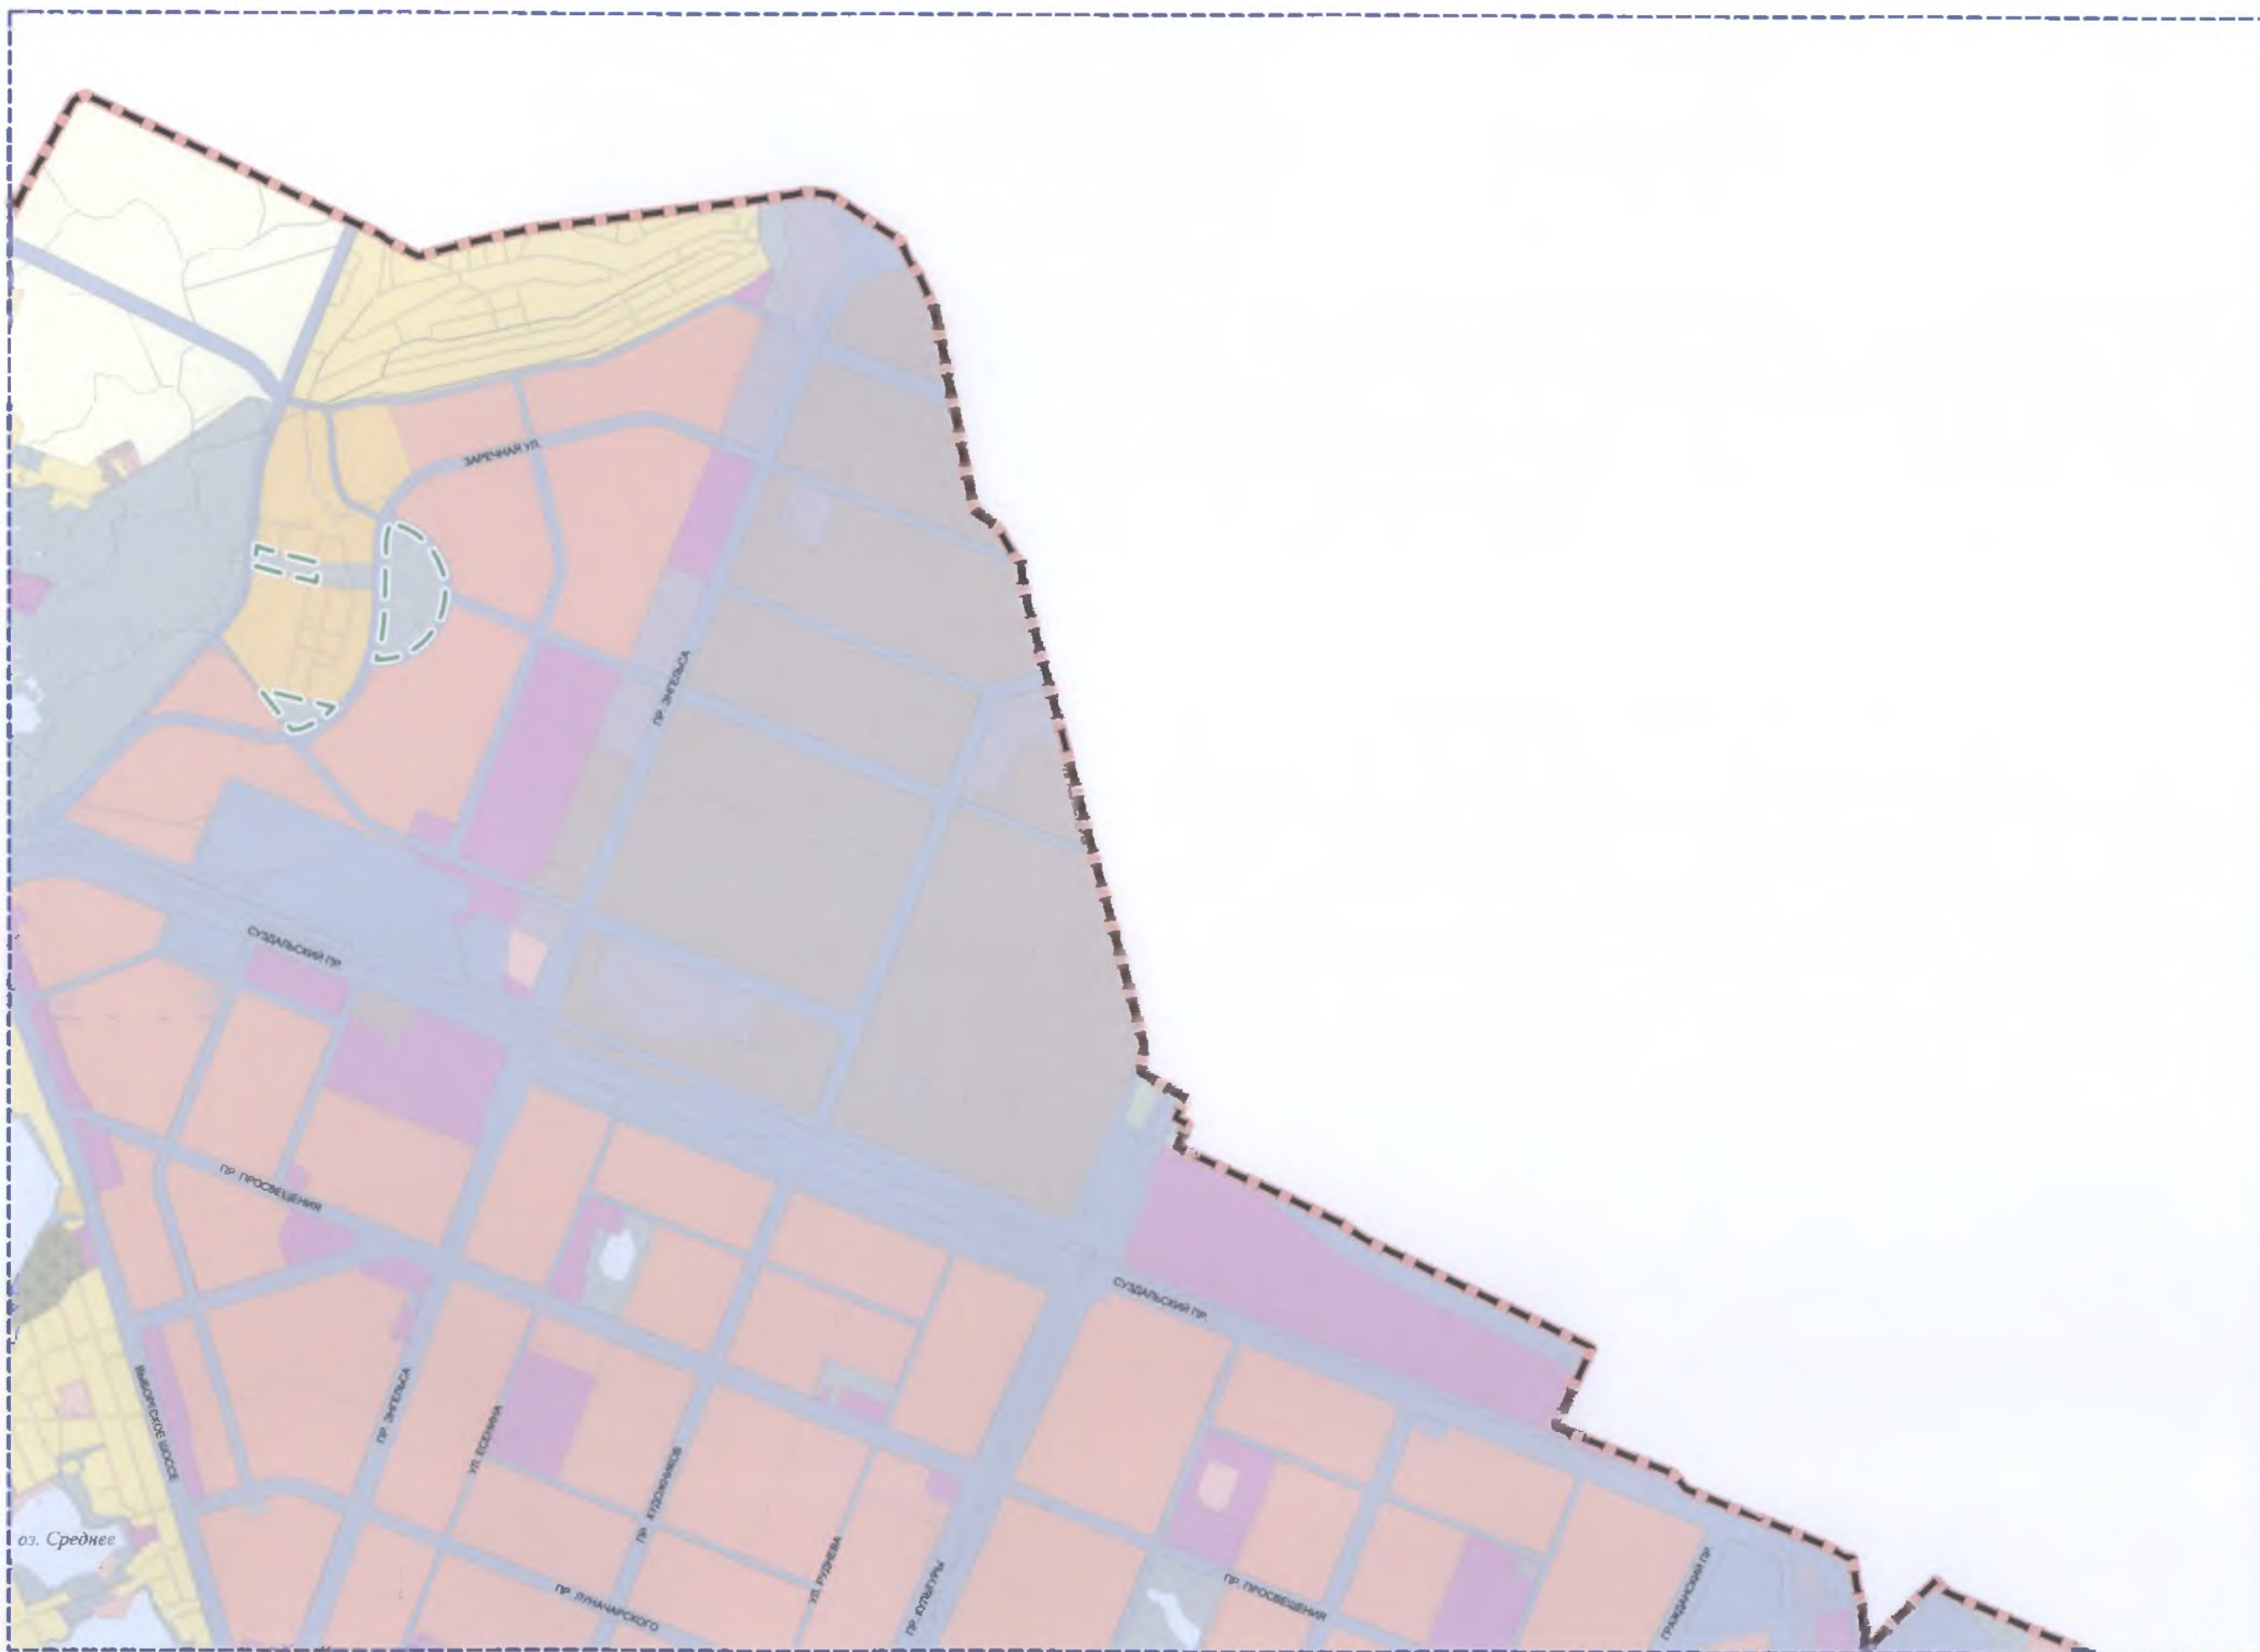 ЗАРЕЧНАЯ УЛ.
ПР. ЭНГЕЛЬСА
СУЗДАЛЬСКИЙ ПР.
ПР. ПРОСВЕЩЕНИЯ
СУЗДАЛЬСКИЙ ПР.
ВЫБОРГСКОЕ ШОССЕ
ПР. ЭНГЕЛЬСА
УЛ. ЕСЕНИНА
ПР. ХУДОЖНИКОВ
оз. Среднее
УЛ. РУДНЕВА
ПР. КУЛЬТУРЫ
ПР. ЛУНАЧАРСКОГО
ПР. ПРОСВЕЩЕНИЯ
ГРАЖДАНСКИЙ ПР.